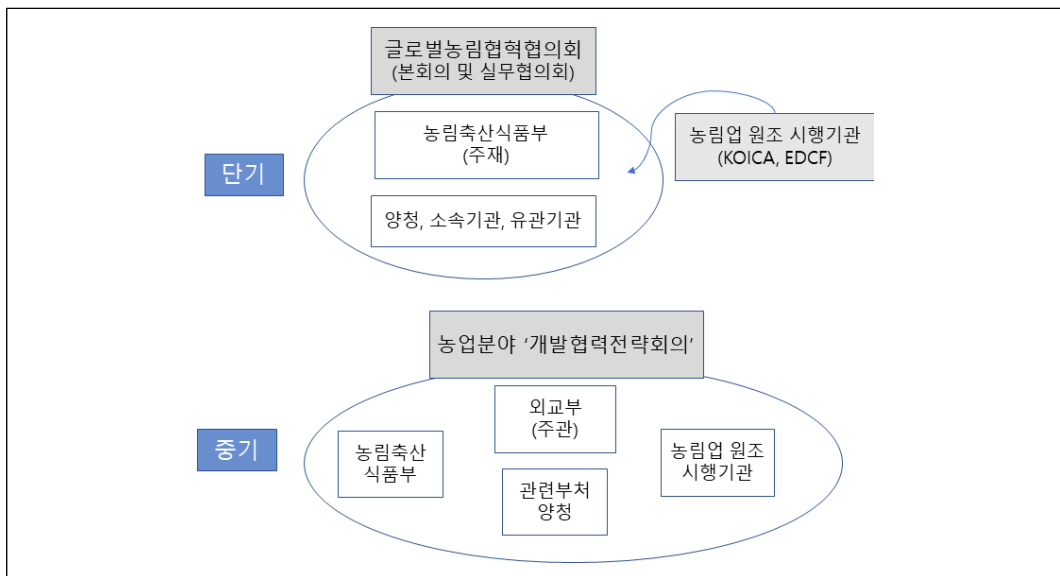 글로벌농림협혁협의회
(본회의 및 실무협의회)
농림축산식품부
(주재)
농림업 원조 시행기관
(KOICA, EDCF)
단기
양청, 소속기관, 유관기관
농업분야 '개발협력전략회의'
외교부
(주관)
중기
농림축산
식품부
농림업 원조
시행기관
관련부처
양청